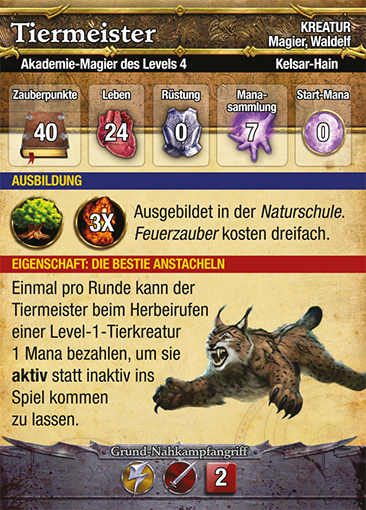 Tiermeister
KREATUR
Magier, Waldelf
Akademie-Magier des Levels 4
Kelsar-Hain
Zauberpunkte
Leben
Rüstung
Mana-
sammlung
Start-Mana
40
24
0
7
0
AUSBILDUNG
3X
Ausgebildet in der Naturschule.
Feuerzauber kosten dreifach.
EIGENSCHAFT: DIE BESTIE ANSTACHELN
Einmal pro Runde kann der
Tiermeister beim Herbeirufen
einer Level-1-Tierkreatur
1 Mana bezahlen, um sie
aktiv statt inaktiv ins
Spiel kommen
zu lassen.
Grund-Nahkampfangriff
2